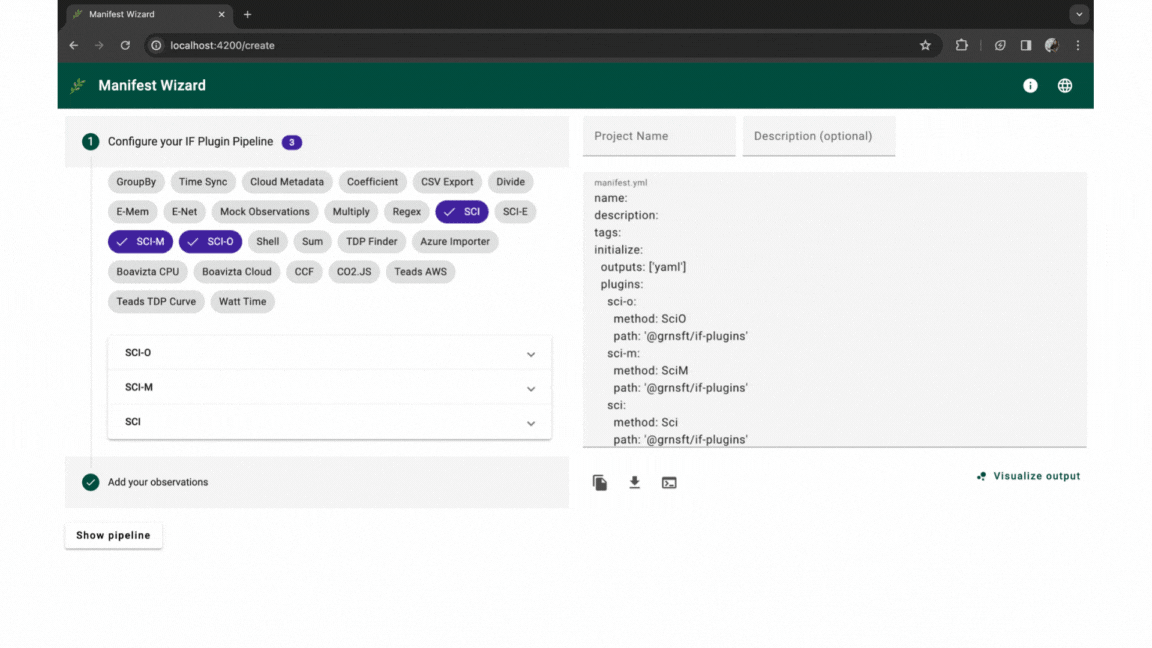 Manifest Wizard
localhost:4200/create
Manifest Wizard
1 Configure your IF Plugin Pipeline 3
GroupBy Time Sync Cloud Metadata Coefficient CSV Export Divide
E-Mem E-Net Mock Observations Multiply Regex SCI SCI-E
SCI-M SCI-O Shell Sum TDP Finder Azure Importer
Boavizta CPU Boavizta Cloud CCF CO2.JS Teads AWS
Teads TDP Curve Watt Time
SCI-O
SCI-M
SCI
Add your observations
Show pipeline
Project Name Description (optional)
manifest.yml
name:
description:
tags:
initialize:
outputs: ['yaml']
plugins:
sci-o:
method: SciO
path: '@grnsft/if-plugins'
sci-m:
method: SciM
path: '@grnsft/if-plugins'
sci:
method: Sci
path: '@grnsft/if-plugins'
Visualize output